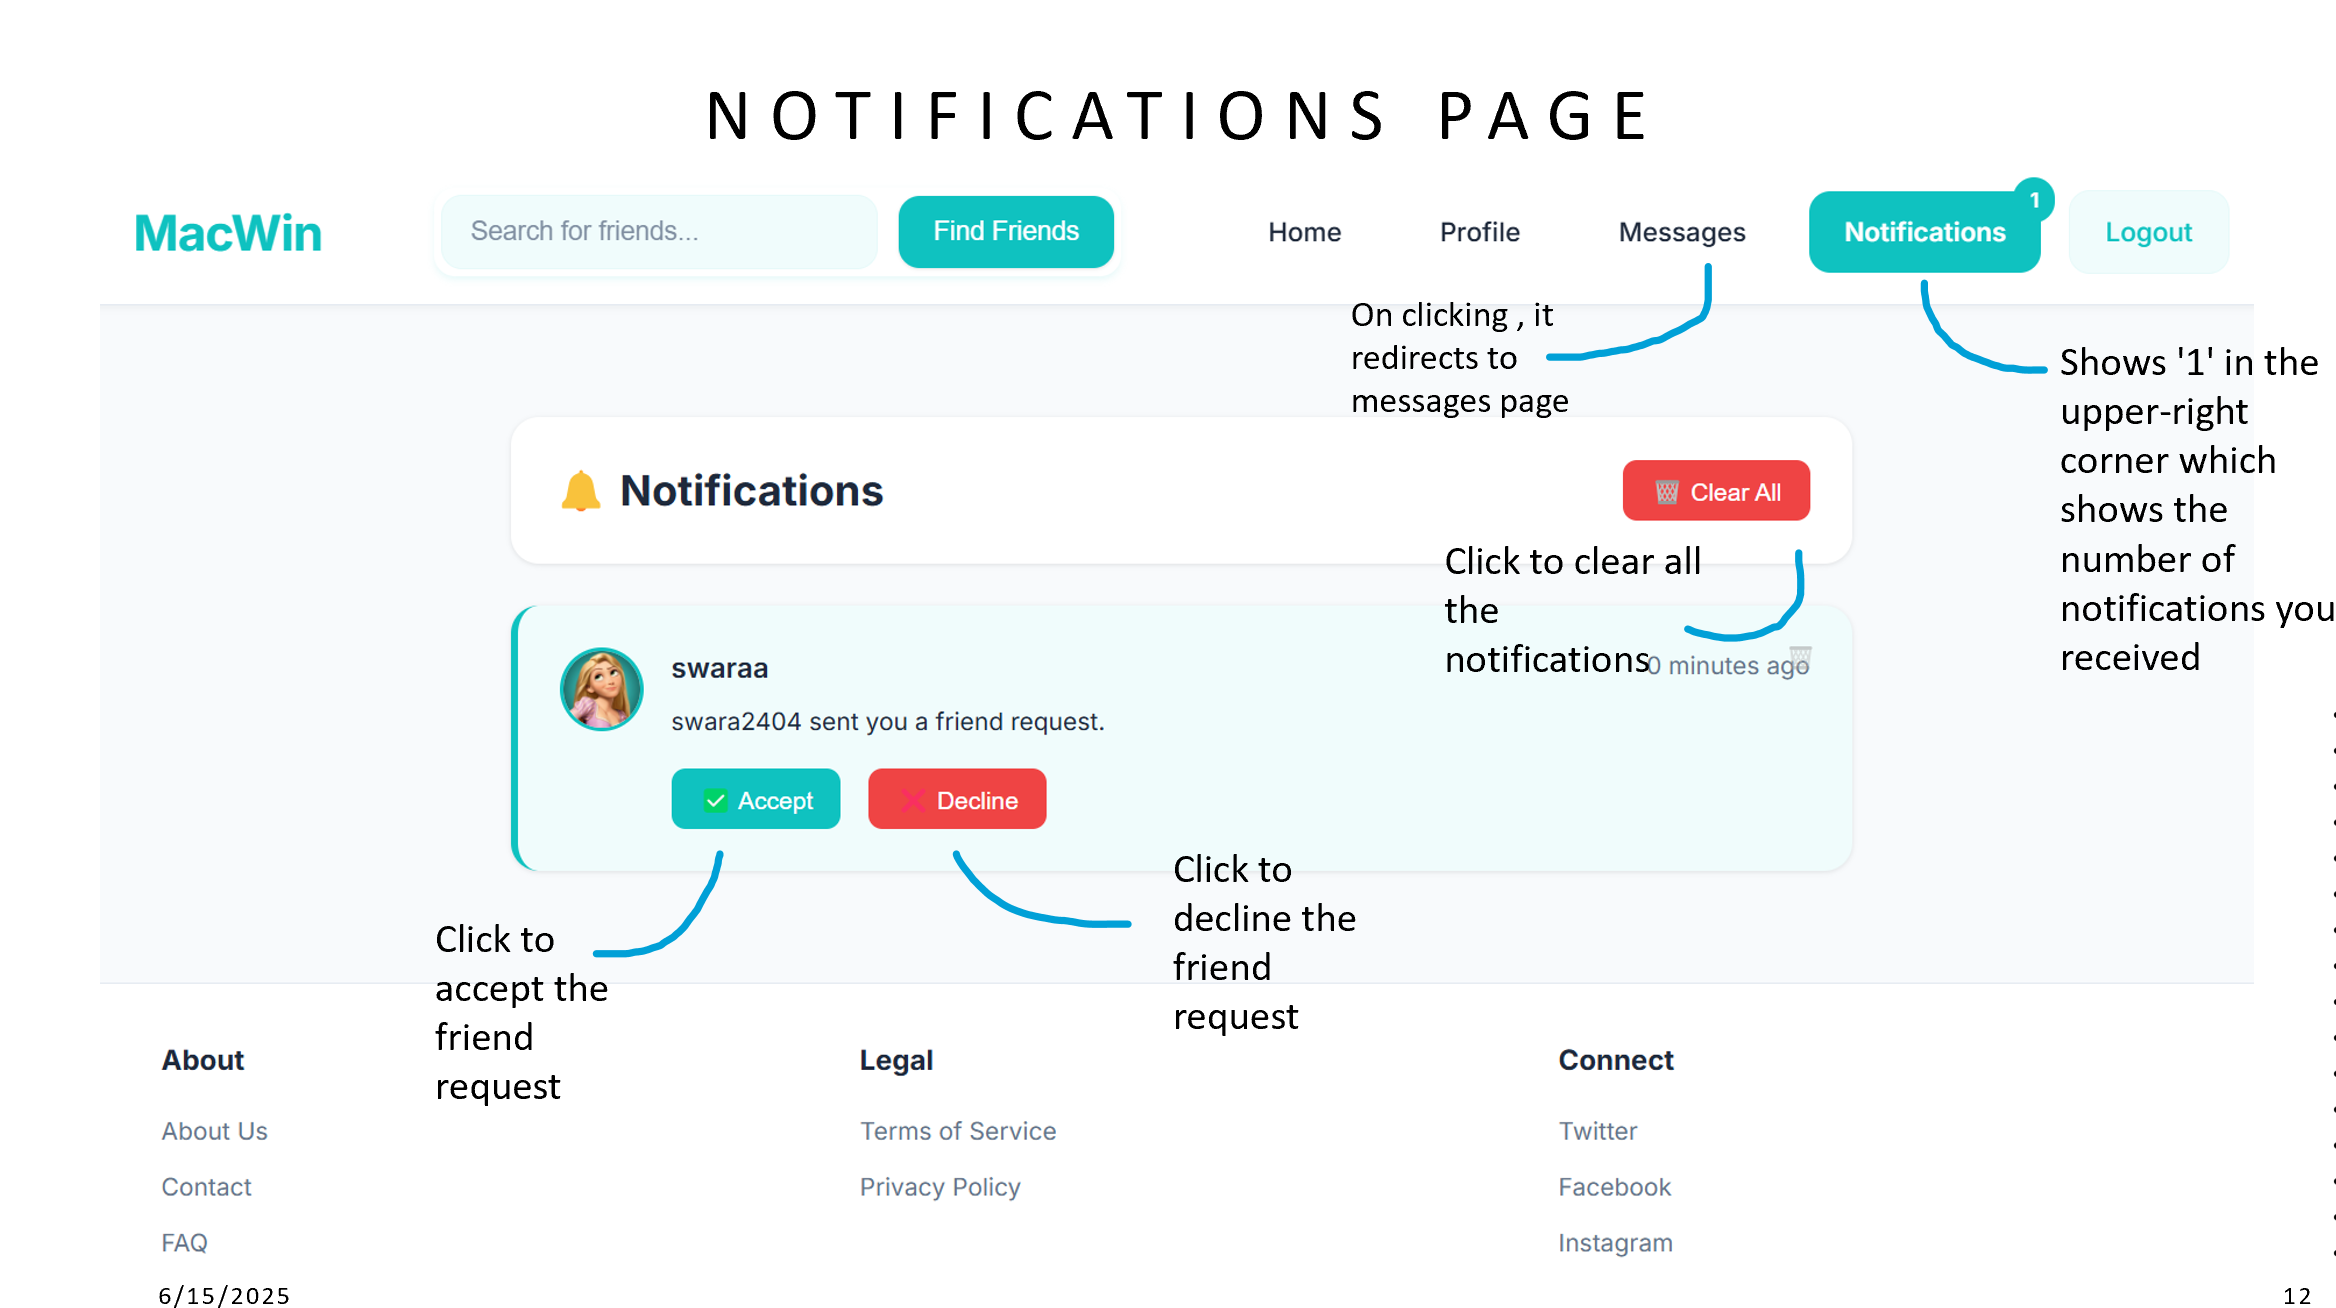 NOTIFICATIONS PAGE
MacWin
Search for friends...
Find Friends
Home
Profile
Messages
Notifications
1
Logout
On clicking , it
redirects to
messages page
Shows '1' in the
upper-right
corner which
shows the
number of
notifications you
received
Notifications
Clear All
Click to clear all
the
notifications
swaraa
0 minutes ago
swara2404 sent you a friend request.
Accept
Decline
Click to
accept the
friend
request
Click to
decline the
friend
request
About
About Us
Contact
FAQ
Legal
Terms of Service
Privacy Policy
Connect
Twitter
Facebook
Instagram
6/15/2025
12